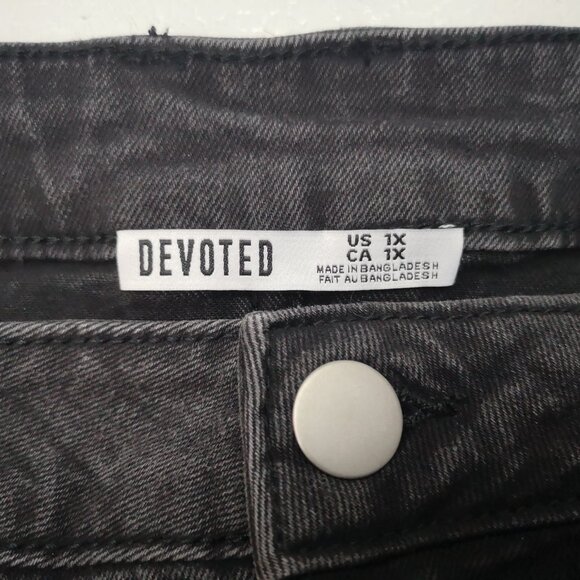 DEVOTED
US 1X
CA 1X
MADE IN BANGLADESH
FAIT AU BANGLADESH